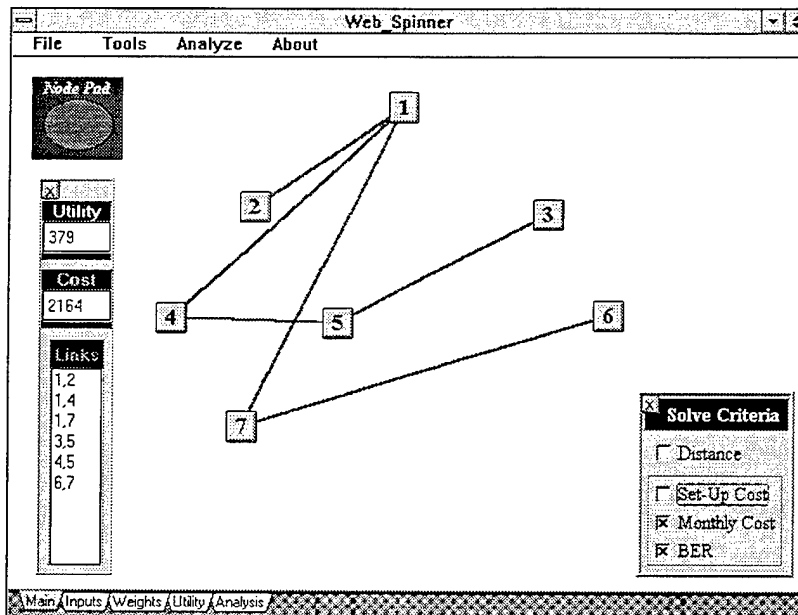 Web_Spinner
File Tools Analyze About
Node Pad
1
2
3
4
5
6
7
x
Utility
379
Cost
2164
Links
1,2
1,4
1,7
3,5
4,5
6,7
x
Solve Criteria
Distance
Set-Up Cost
Monthly Cost
BER
Main Inputs Weights Utility Analysis